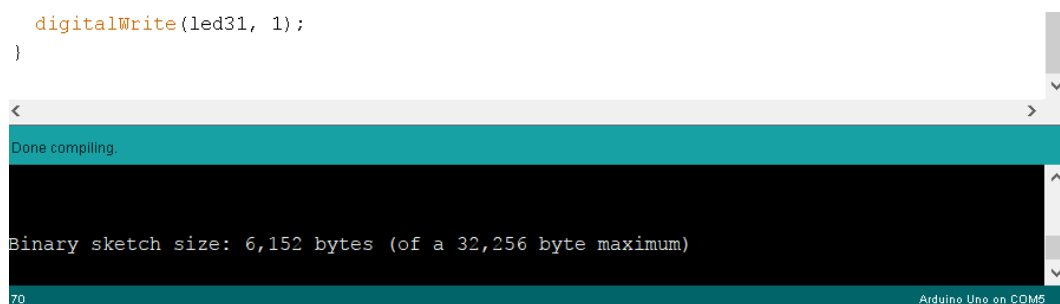 digitalWrite(led31, 1);
}
Done compiling.
Binary sketch size: 6,152 bytes (of a 32,256 byte maximum)
70 Arduino Uno on COM5